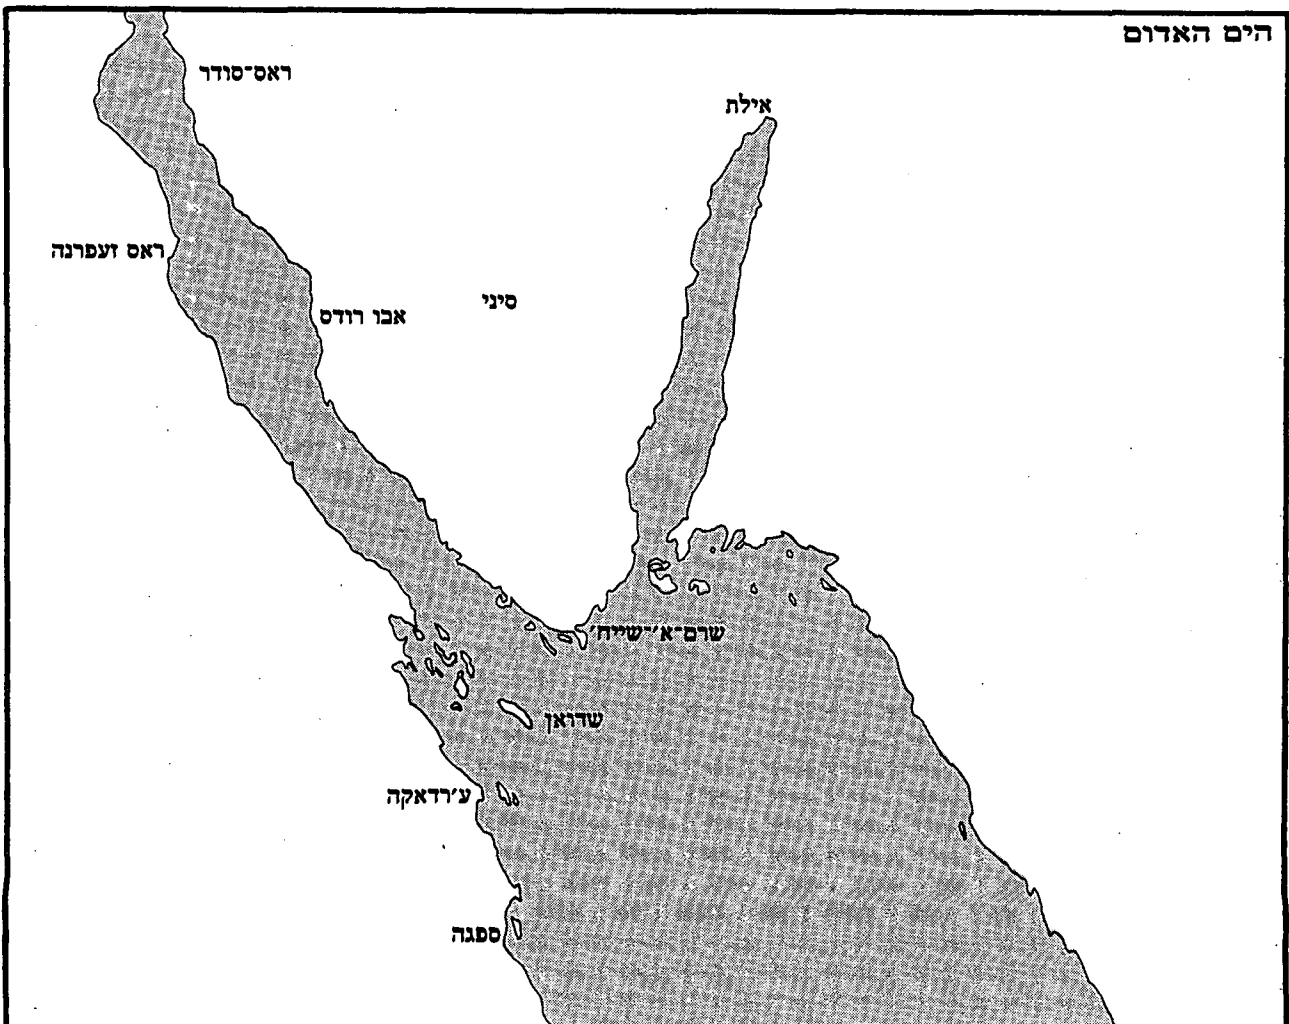 הים האדום
ראס-סודר
אילת
ראס זעפרנה
סיני
אבו רודס
שרם-א׳-שייח׳
שדואן
ע׳רדאקה
ספגה